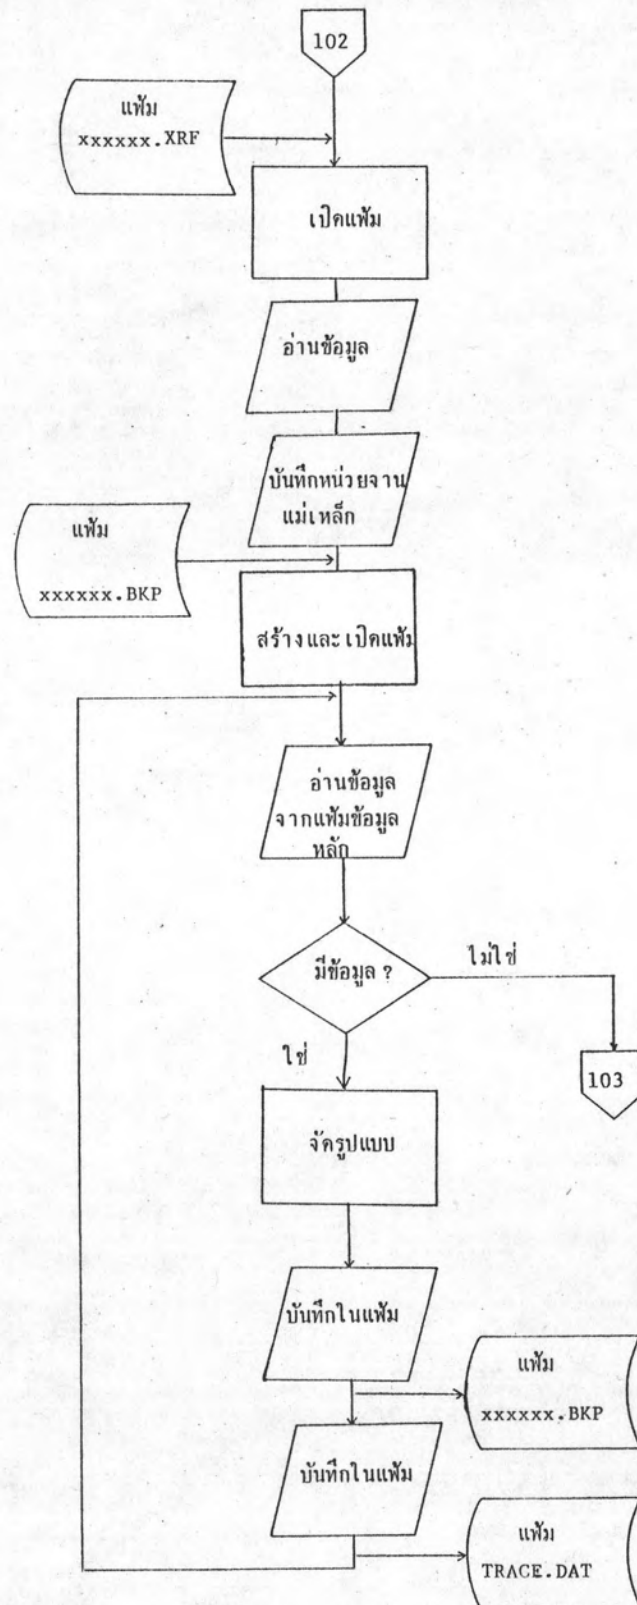 102
แฟ้ม
xxxxxx.XRF
เปิดแฟ้ม
อ่านข้อมูล
บันทึกหน่วยจาน
แม่เหล็ก
แฟ้ม
xxxxxx.BKP
สร้างและเปิดแฟ้ม
อ่านข้อมูล
จากแฟ้มข้อมูล
หลัก
มีข้อมูล ?
ไม่ใช่
ใช่
103
จัดรูปแบบ
บันทึกในแฟ้ม
แฟ้ม
xxxxxx.BKP
บันทึกในแฟ้ม
แฟ้ม
TRACE.DAT